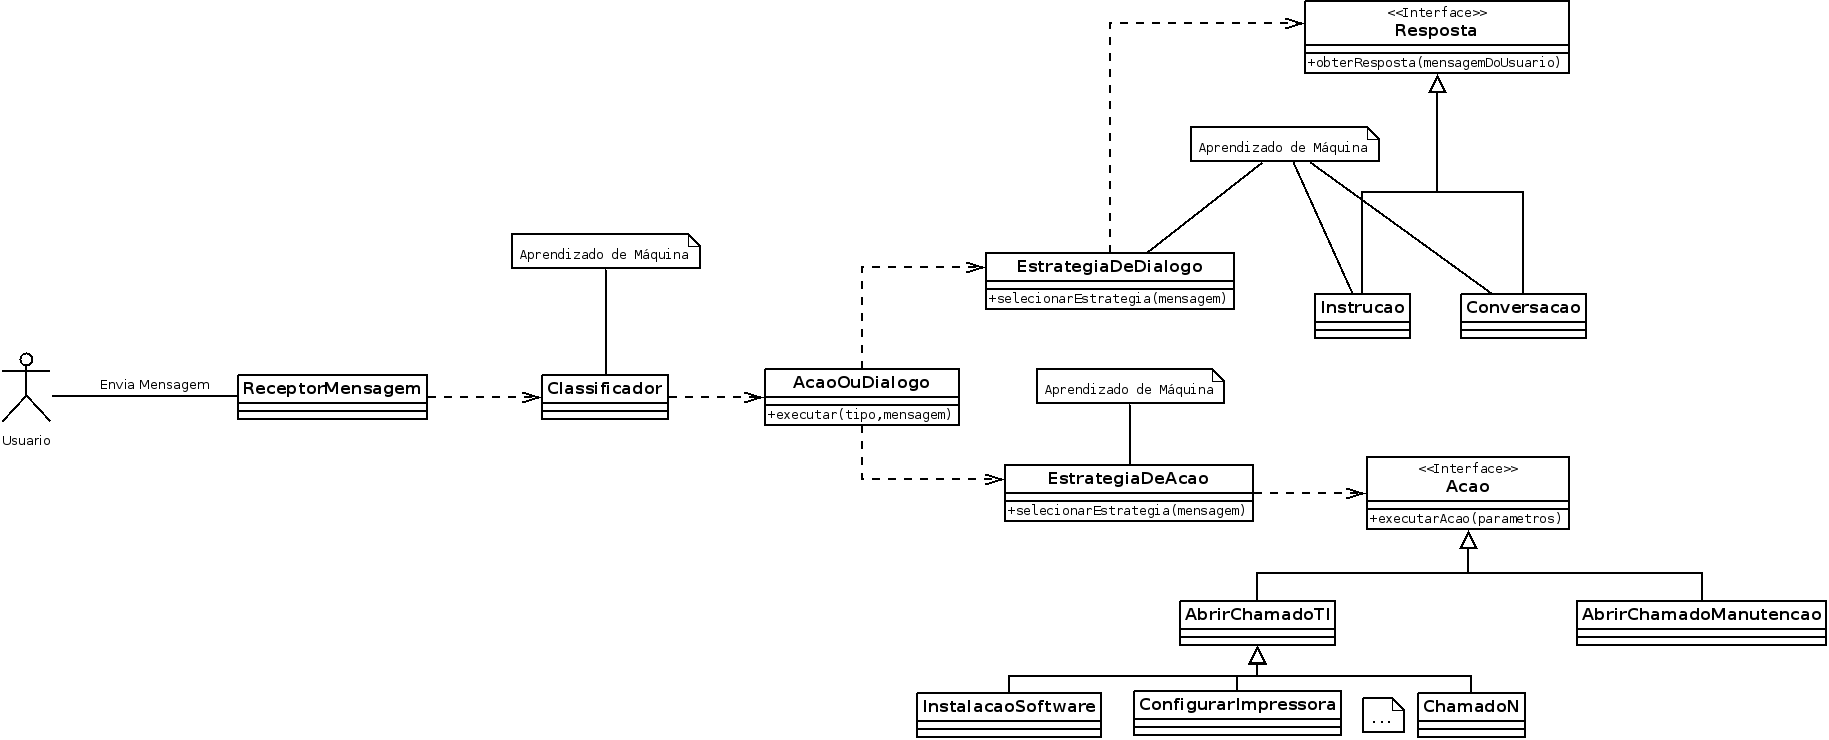 <<Interface>>
Resposta
+obterResposta(mensagemDoUsuario)
Aprendizado de Máquina
Aprendizado de Máquina
EstrategiaDeDialogo
+selecionarEstrategia(mensagem)
Instrucao
Conversacao
Envia Mensagem
Usuario
ReceptorMensagem
Classificador
AcaoOuDialogo
+executar(tipo,mensagem)
Aprendizado de Máquina
EstrategiaDeAcao
+selecionarEstrategia(mensagem)
<<Interface>>
Acao
+executarAcao(parametros)
AbrirChamadoTI
AbrirChamadoManutencao
InstalacaoSoftware
ConfigurarImpressora
...
ChamadoN